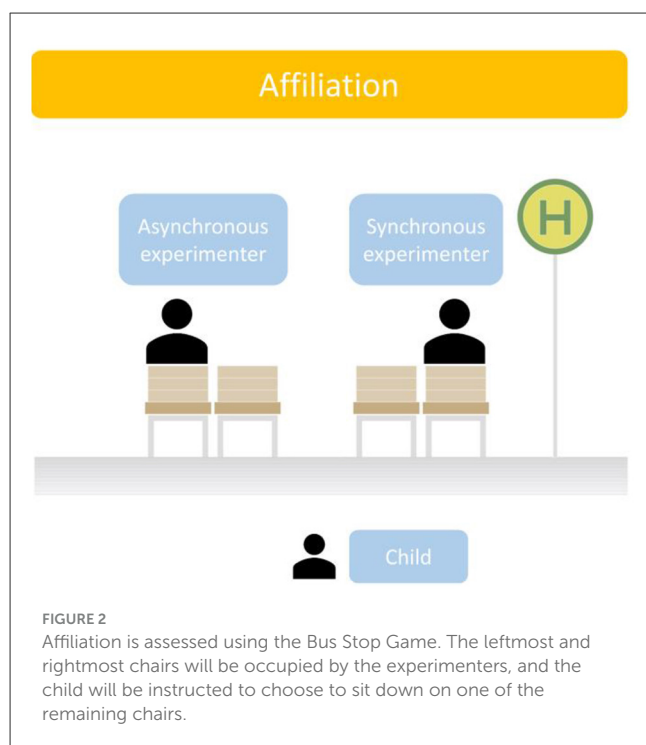 Affiliation
Asynchronous
experimenter
Synchronous
experimenter
H
Child
FIGURE 2
Affiliation is assessed using the Bus Stop Game. The leftmost and
rightmost chairs will be occupied by the experimenters, and the
child will be instructed to choose to sit down on one of the
remaining chairs.